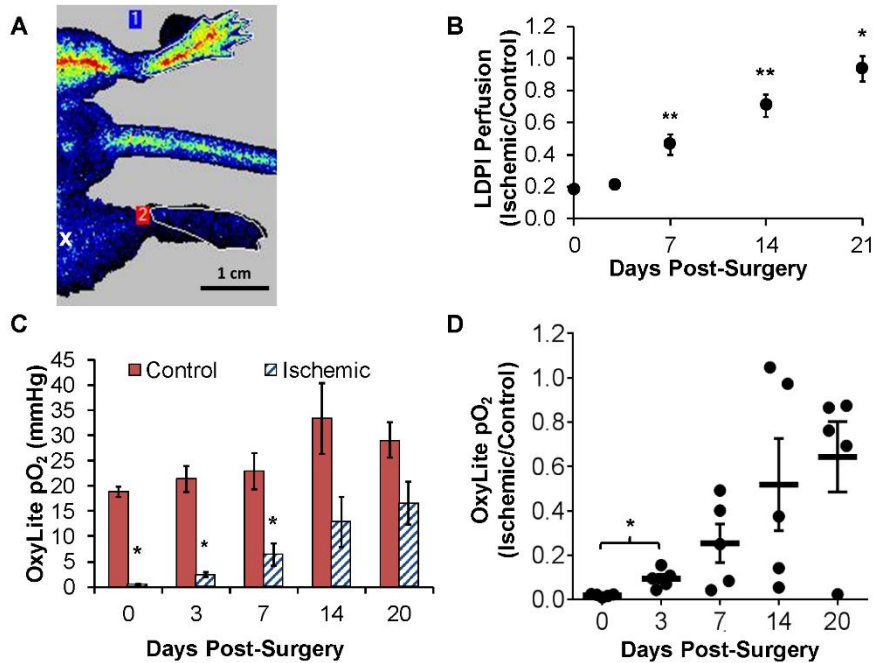 A
1
2
x
1 cm
B
LDPI Perfusion
(Ischemic/Control)
1.2
1.0
0.8
0.6
0.4
0.2
0.0
**
**
*
0 7 14 21
Days Post-Surgery
C
OxyLite pO₂ (mmHg)
45
40
35
30
25
20
15
10
5
0
Control Ischemic
* * *
0 3 7 14 20
Days Post-Surgery
D
OxyLite pO₂
(Ischemic/Control)
1.2
1.0
0.8
0.6
0.4
0.2
0.0
*
0 3 7 14 20
Days Post-Surgery